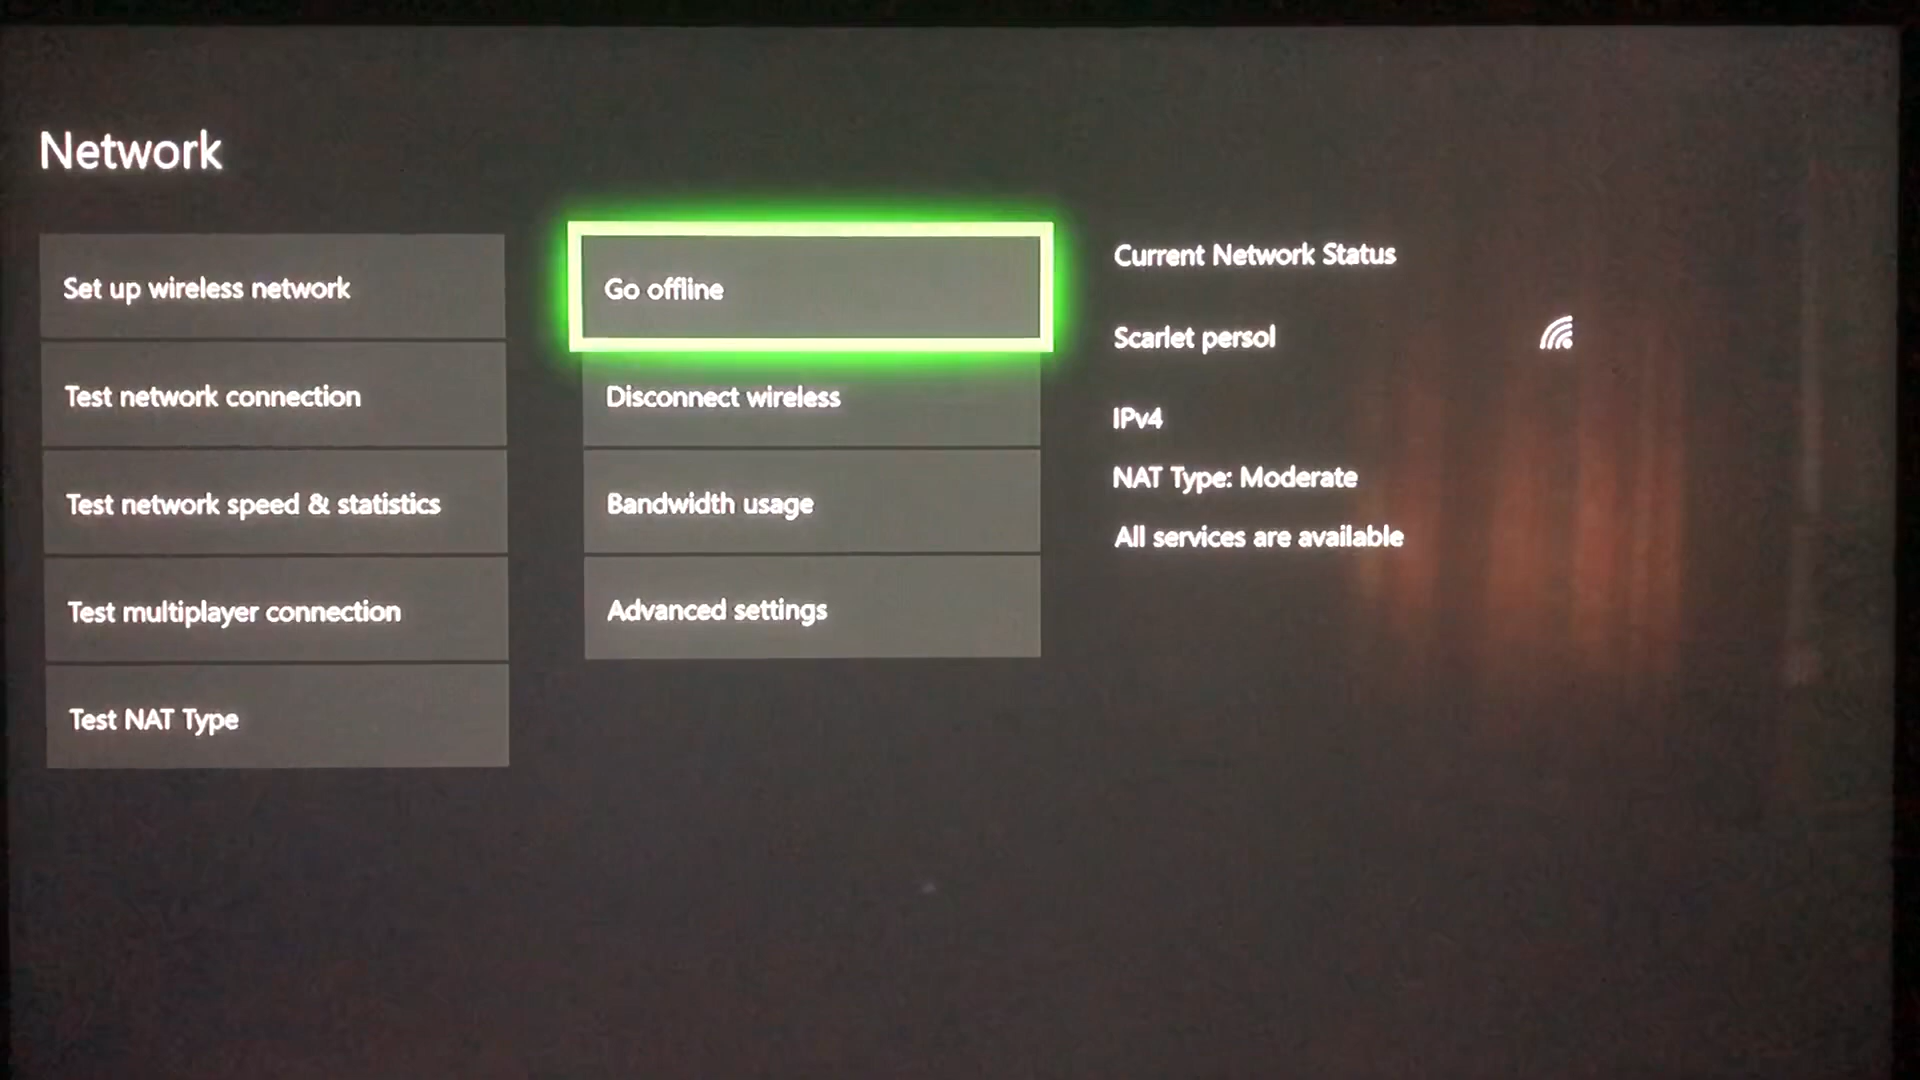 Network
Set up wireless network
Test network connection
Test network speed & statistics
Test multiplayer connection
Test NAT Type
Go offline
Disconnect wireless
Bandwidth usage
Advanced settings
Current Network Status
Scarlet persol
IPv4
NAT Type: Moderate
All services are available